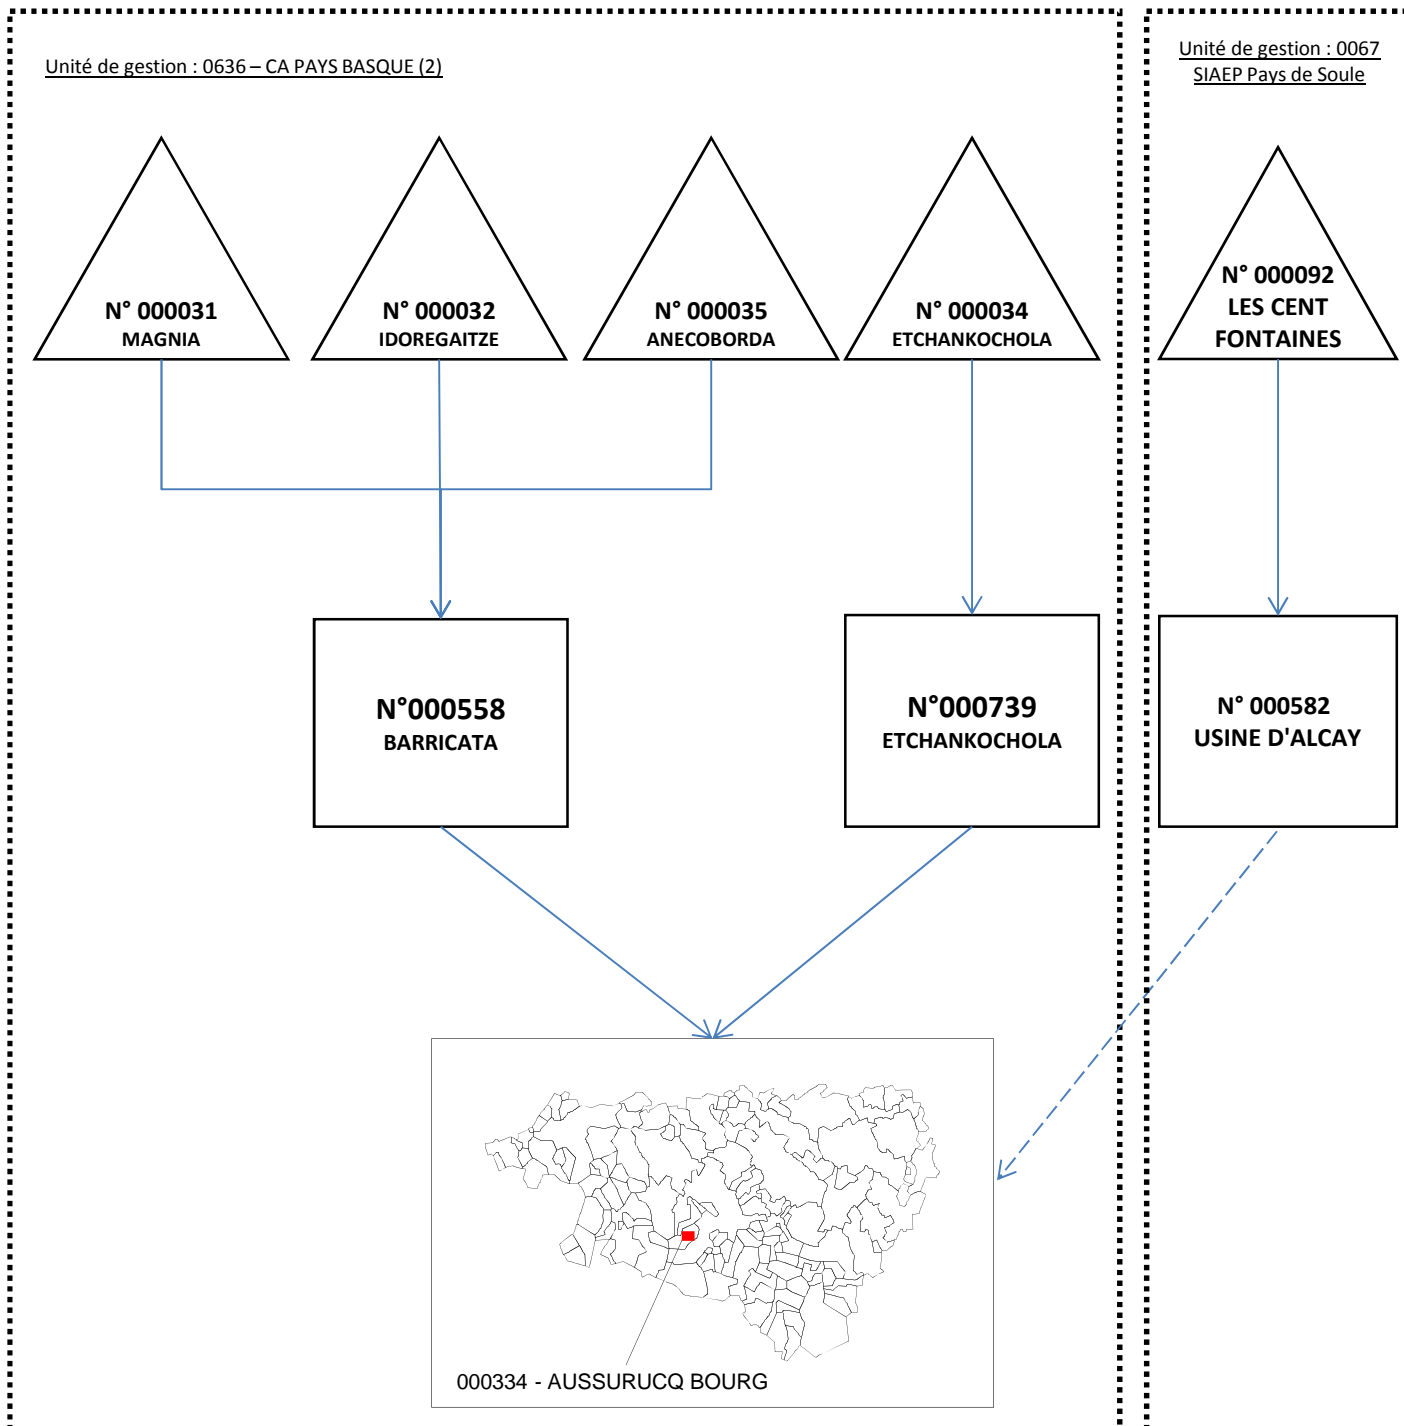 Unité de gestion : 0636 – CA PAYS BASQUE (2)
Unité de gestion : 0067
SIAEP Pays de Soule
N° 000031
MAGNIA
N° 000032
IDOREGAITZE
N° 000035
ANECOBORDA
N° 000034
ETCHANKOCHOLA
N° 000092
LES CENT
FONTAINES
N°000558
BARRICATA
N°000739
ETCHANKOCHOLA
N° 000582
USINE D'ALCAY
000334 - AUSSURUCQ BOURG